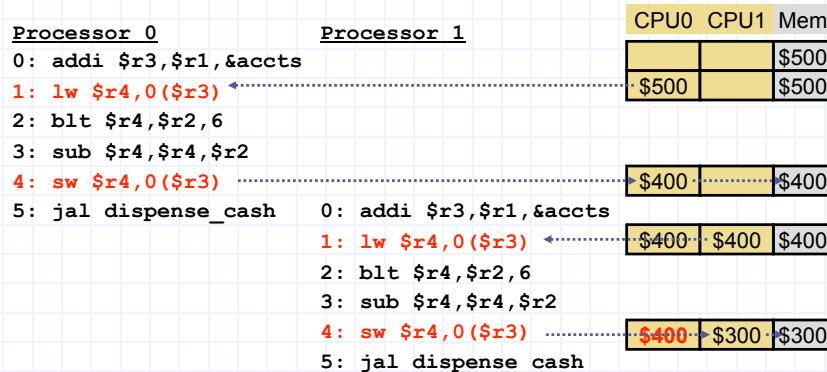 CPU0 CPU1 Mem
Processor 0 Processor 1
0: addi $r3,$r1,&accts $500
1: lw $r4,0($r3) $500 $500
2: blt $r4,$r2,6
3: sub $r4,$r4,$r2
4: sw $r4,0($r3) $400 $400
5: jal dispense_cash 0: addi $r3,$r1,&accts
1: lw $r4,0($r3) $400 $400 $400
2: blt $r4,$r2,6
3: sub $r4,$r4,$r2
4: sw $r4,0($r3) $400 $300 $300
5: jal dispense cash